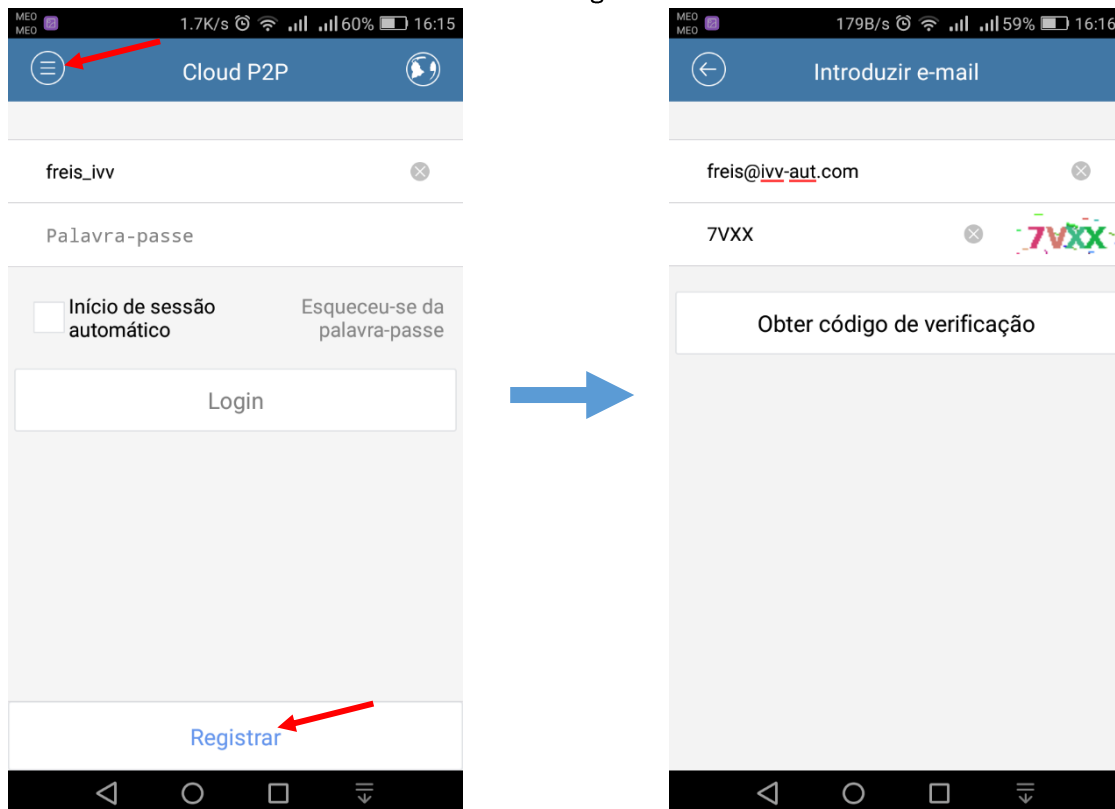 MEO
MEO
1.7K/s
60%
16:15
Cloud P2P
freis_ivv
Palavra-passe
Início de sessão
automático
Esqueceu-se da
palavra-passe
Login
Registrar
MEO
MEO
179B/s
59%
16:16
Introduzir e-mail
freis@ivv-aut.com
7VXX
7VXX
Obter código de verificação